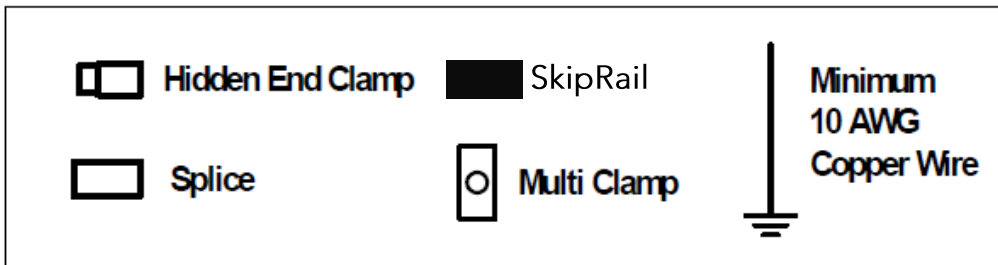 Hidden End Clamp
SkipRail
Splice
Multi Clamp
Minimum
10 AWG
Copper Wire